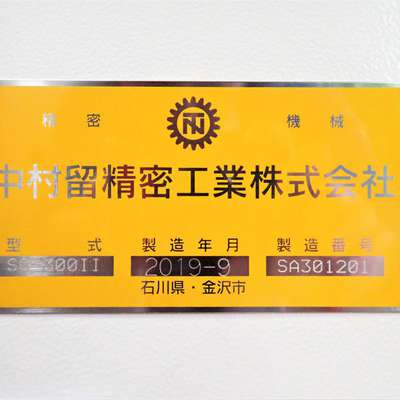 精密 機械
中村留精密工業株式会社
型式 製造年月 製造番号
2019-9 SA301201
石川県・金沢市